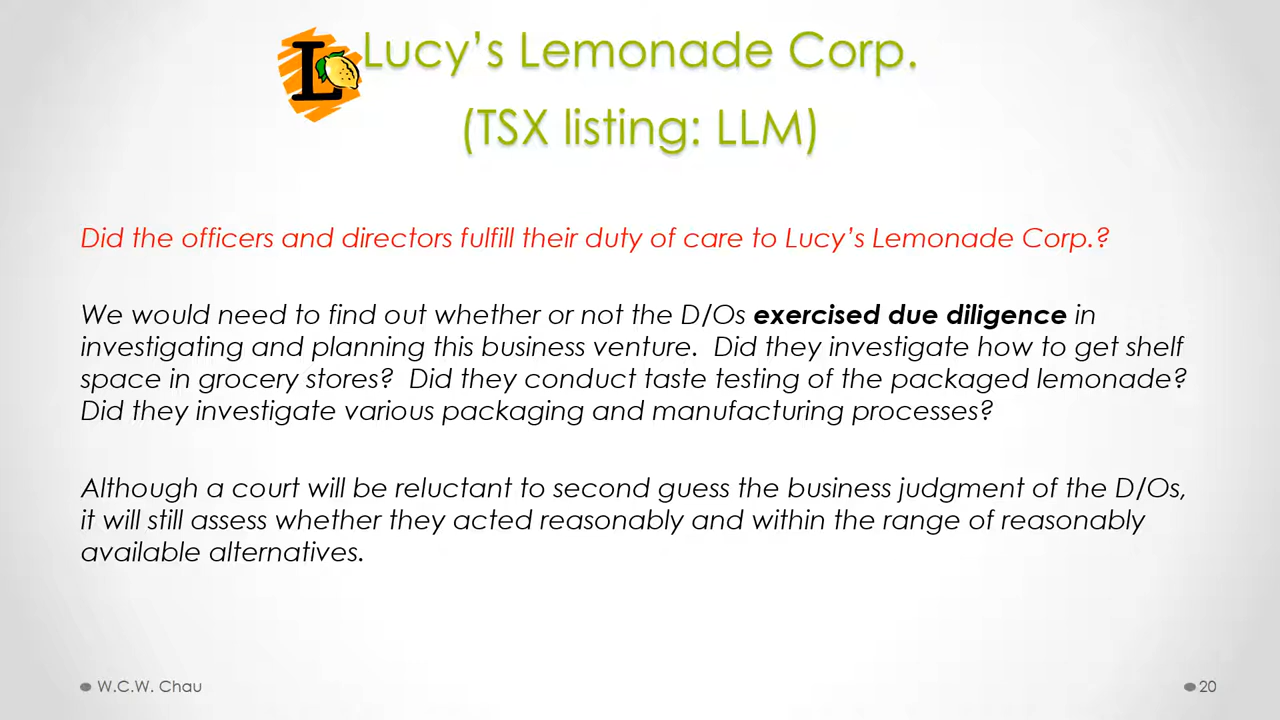 L
Lucy’s Lemonade Corp.
(TSX listing: LLM)
Did the officers and directors fulfill their duty of care to Lucy’s Lemonade Corp.?
We would need to find out whether or not the D/Os exercised due diligence in
investigating and planning this business venture.  Did they investigate how to get shelf
space in grocery stores?  Did they conduct taste testing of the packaged lemonade?
Did they investigate various packaging and manufacturing processes?
Although a court will be reluctant to second guess the business judgment of the D/Os,
it will still assess whether they acted reasonably and within the range of reasonably
available alternatives.
W.C.W. Chau
20